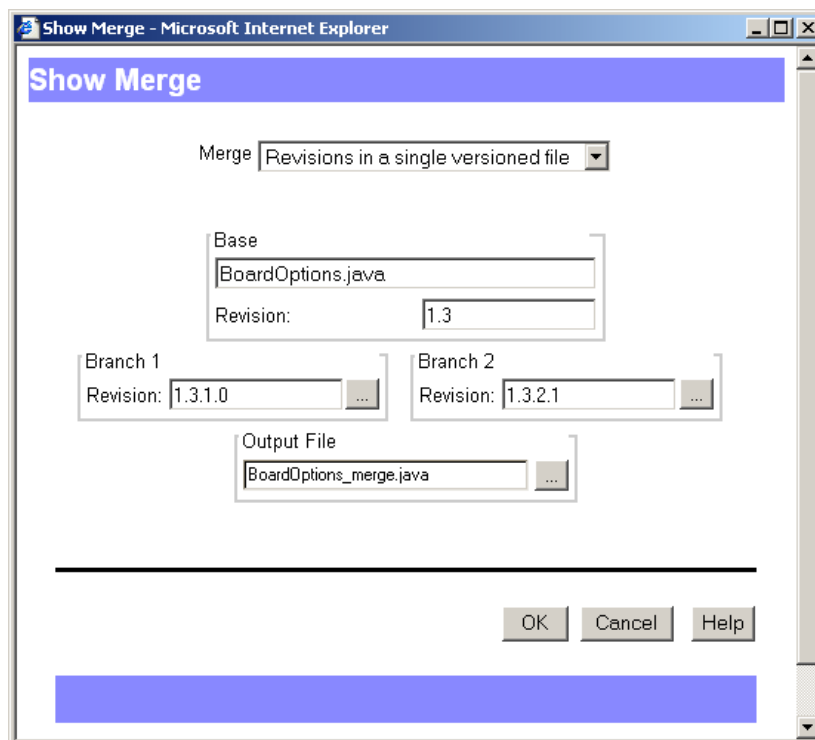 Show Merge - Microsoft Internet Explorer
Show Merge
Merge Revisions in a single versioned file
Base
BoardOptions.java
Revision: 1.3
Branch 1 Branch 2
Revision: 1.3.1.0 ... Revision: 1.3.2.1 ...
Output File
BoardOptions_merge.java ...
OK Cancel Help